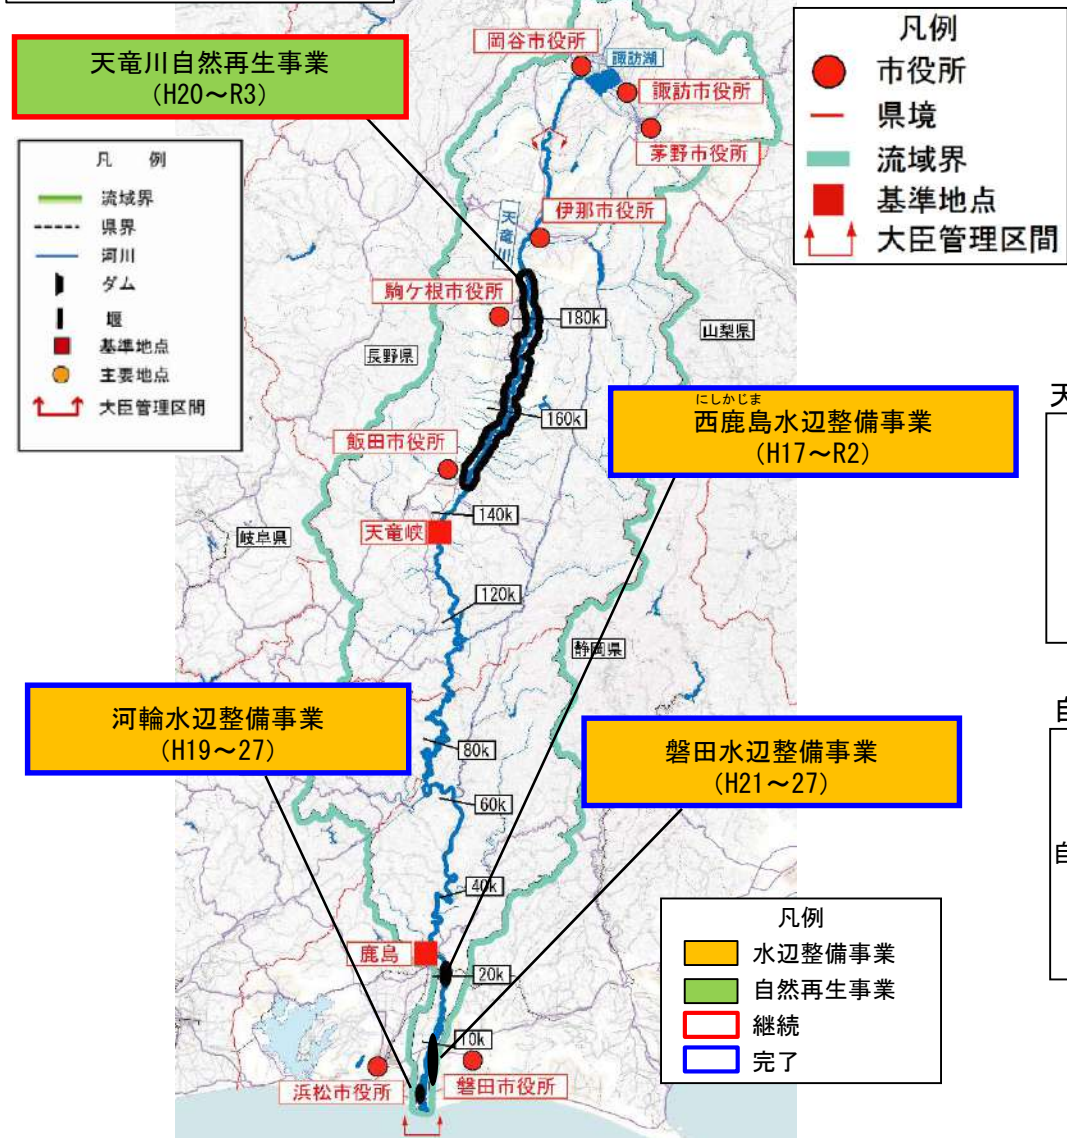 天竜川自然再生事業
(H20～R3)
凡　例
流域界
県界
河川
ダム
堰
基準地点
主要地点
大臣管理区間
岡谷市役所
諏訪湖
諏訪市役所
茅野市役所
伊那市役所
天竜川
駒ケ根市役所
180k
山梨県
長野県
160k
飯田市役所
140k
天竜峡
岐阜県
120k
静岡県
80k
60k
40k
鹿島
20k
10k
浜松市役所
磐田市役所
凡例
市役所
県境
流域界
基準地点
大臣管理区間
にしかじま
西鹿島水辺整備事業
(H17～R2)
河輪水辺整備事業
(H19～27)
磐田水辺整備事業
(H21～27)
凡例
水辺整備事業
自然再生事業
継続
完了
天
自
自